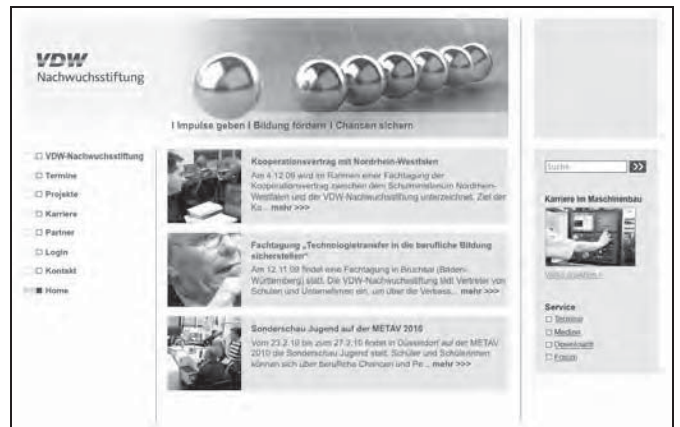 VDW
Nachwuchsstiftung
I Impulse geben I Bildung fördern I Chancen sichern
VDW-Nachwuchsstiftung
Termine
Projekte
Karriere
Partner
Login
Kontakt
Home
Kooperationsvertrag mit Nordrhein-Westfalen
Am 4.12.09 wird im Rahmen einer Fachtagung der
Kooperationsvertrag zwischen dem Schulministerium Nordrhein-
Westfalen und der VDW-Nachwuchsstiftung unterzeichnet. Ziel der
Ko... mehr >>>
Fachtagung „Technologietransfer in die berufliche Bildung
sicherstellen"
Am 12.11.09 findet eine Fachtagung in Bruchsal (Baden-
Württemberg) statt. Die VDW-Nachwuchsstiftung lädt Vertreter von
Schulen und Unternehmen ein, um über die Verbess... mehr >>>
Sonderschau Jugend auf der METAV 2010
Vom 23.2.10 bis zum 27.2.10 findet in Düsseldorf auf der METAV
2010 die Sonderschau Jugend statt. Schüler und Schülerinnen
können sich über berufliche Chancen und Pe... mehr >>>
Suche >>
Karriere im Maschinenbau
Video ansehen >
Service
Termine
Medien
Download
Forum